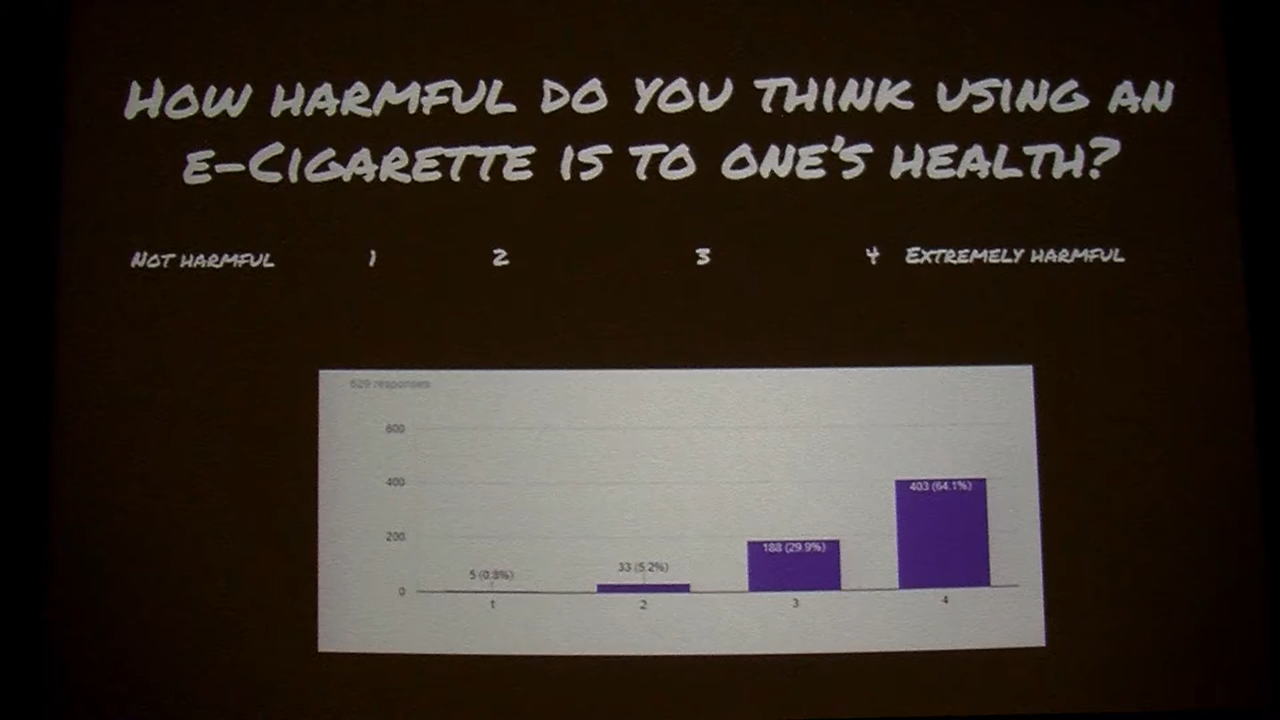 How harmful do you think using an
e-Cigarette is to one's health?
Not harmful 1 2 3 4 Extremely harmful
629 responses
600
400
200
0
5 (0.8%)
33 (5.2%)
188 (29.9%)
403 (64.1%)
1 2 3 4